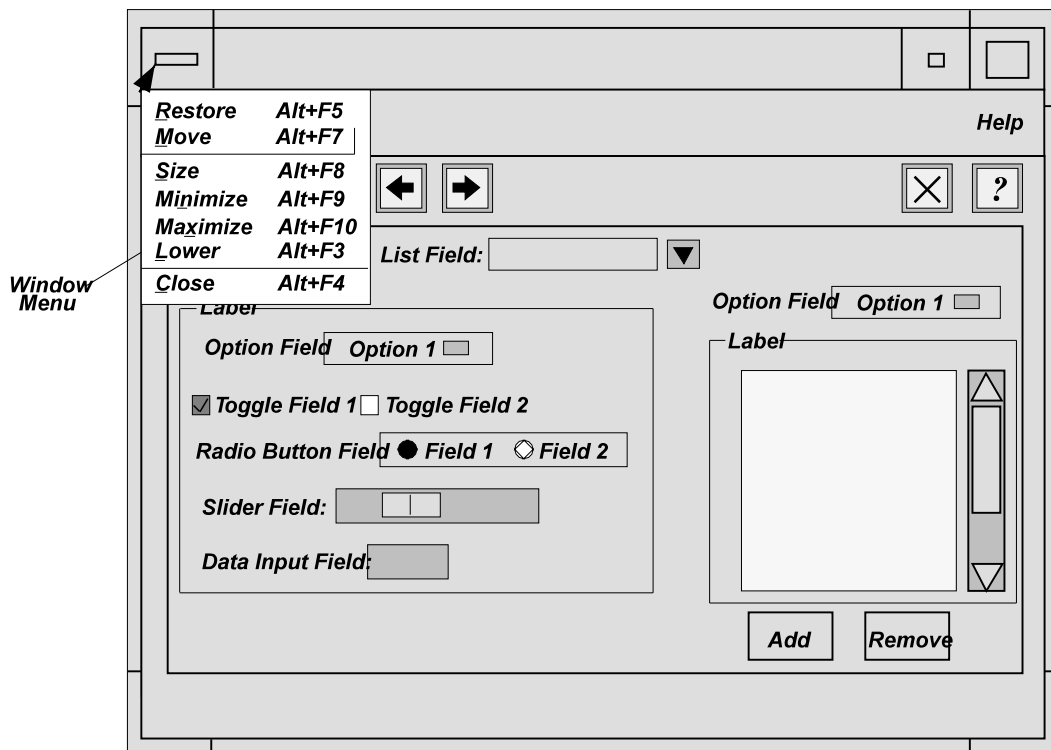 Restore Alt+F5
Move Alt+F7
Size Alt+F8
Minimize Alt+F9
Maximize Alt+F10
Lower Alt+F3
Close Alt+F4
Window
Menu
Help
?
List Field:
Label
Option Field Option 1
Toggle Field 1 Toggle Field 2
Radio Button Field Field 1 Field 2
Slider Field:
Data Input Field:
Option Field Option 1
Label
Add Remove